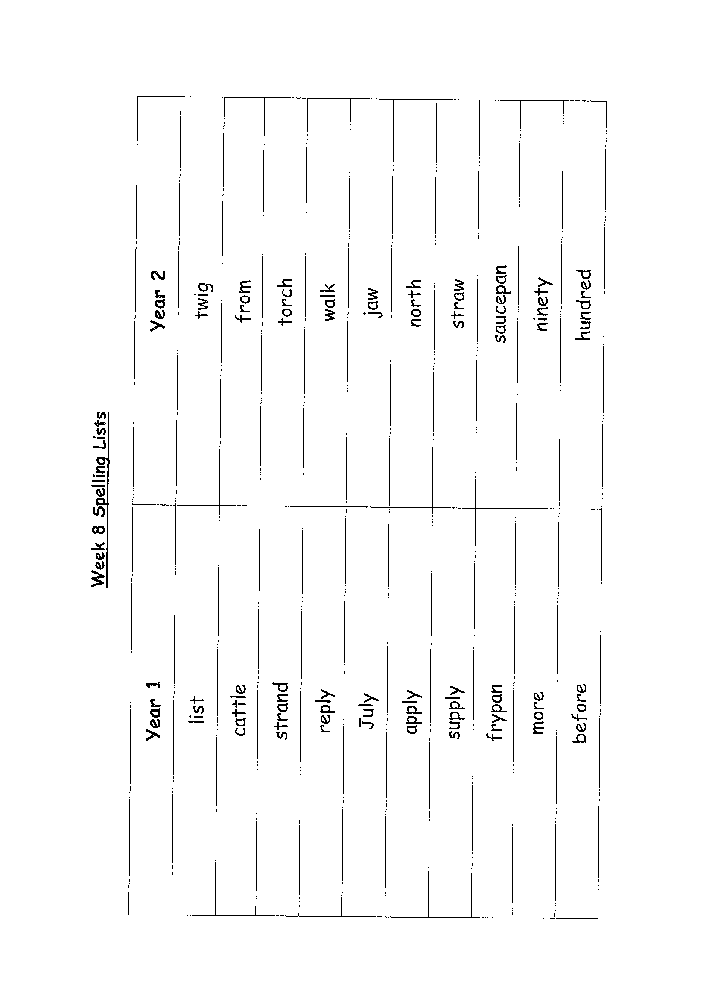 Week 8 Spelling Lists
Year 1 Year 2
list twig
cattle from
strand torch
reply walk
July jaw
apply north
supply straw
frypan saucepan
more ninety
before hundred